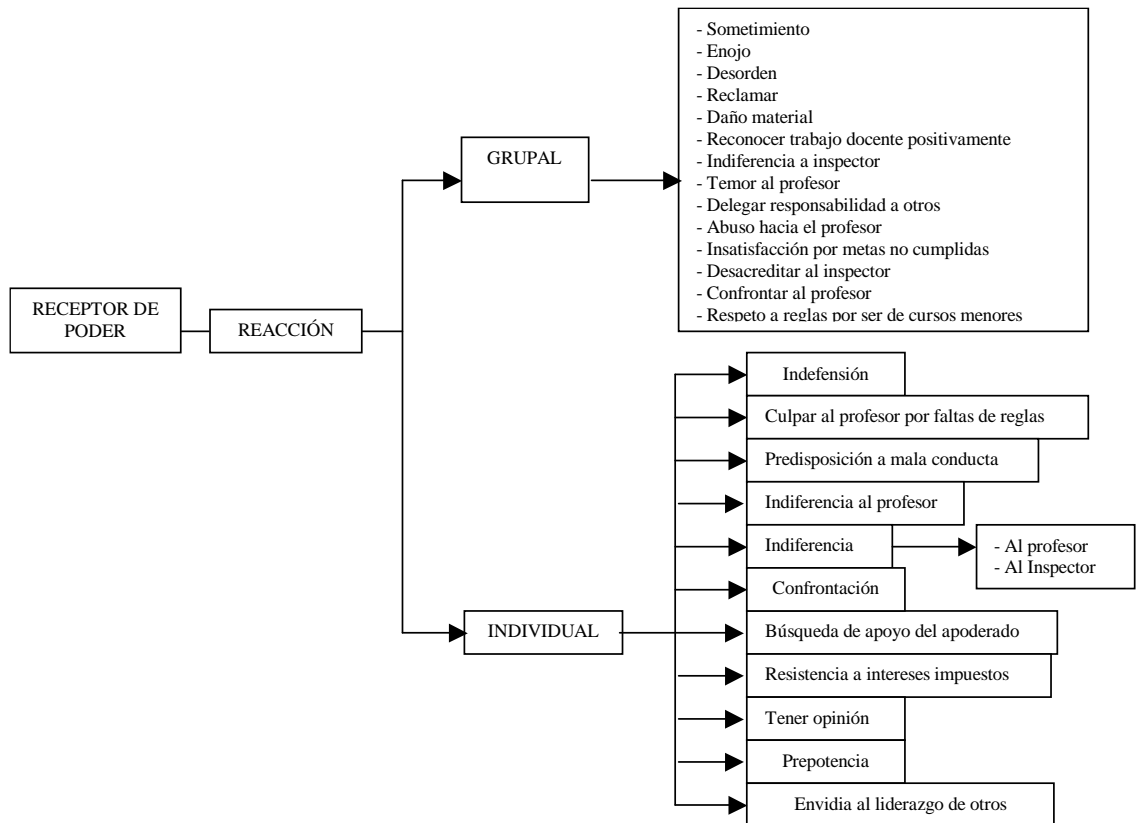 - Sometimiento
- Enojo
- Desorden
- Reclamar
- Daño material
- Reconocer trabajo docente positivamente
- Indiferencia a inspector
- Temor al profesor
- Delegar responsabilidad a otros
- Abuso hacia el profesor
- Insatisfacción por metas no cumplidas
- Desacreditar al inspector
- Confrontar al profesor
- Respeto a reglas por ser de cursos menores
GRUPAL
RECEPTOR DE
PODER
REACCIÓN
INDIVIDUAL
Indefensión
Culpar al profesor por faltas de reglas
Predisposición a mala conducta
Indiferencia al profesor
Indiferencia
- Al profesor
- Al Inspector
Confrontación
Búsqueda de apoyo del apoderado
Resistencia a intereses impuestos
Tener opinión
Prepotencia
Envidia al liderazgo de otros